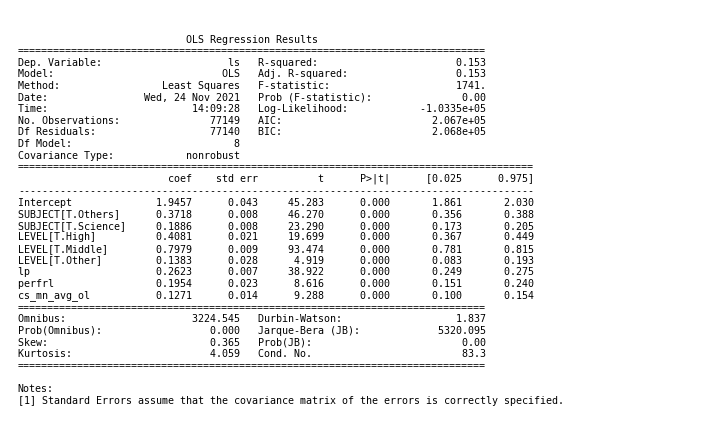 OLS Regression Results
==============================================================================
Dep. Variable: ls R-squared: 0.153
Model: OLS Adj. R-squared: 0.153
Method: Least Squares F-statistic: 1741.
Date: Wed, 24 Nov 2021 Prob (F-statistic): 0.00
Time: 14:09:28 Log-Likelihood: -1.0335e+05
No. Observations: 77149 AIC: 2.067e+05
Df Residuals: 77140 BIC: 2.068e+05
Df Model: 8
Covariance Type: nonrobust
======================================================================================
coef std err t P>|t| [0.025 0.975]
--------------------------------------------------------------------------------------
Intercept 1.9457 0.043 45.283 0.000 1.861 2.030
SUBJECT[T.Others] 0.3718 0.008 46.270 0.000 0.356 0.388
SUBJECT[T.Science] 0.1886 0.008 23.290 0.000 0.173 0.205
LEVEL[T.High] 0.4081 0.021 19.699 0.000 0.367 0.449
LEVEL[T.Middle] 0.7979 0.009 93.474 0.000 0.781 0.815
LEVEL[T.Other] 0.1383 0.028 4.919 0.000 0.083 0.193
lp 0.2623 0.007 38.922 0.000 0.249 0.275
perfrl 0.1954 0.023 8.616 0.000 0.151 0.240
cs_mn_avg_ol 0.1271 0.014 9.288 0.000 0.100 0.154
==============================================================================
Omnibus: 3224.545 Durbin-Watson: 1.837
Prob(Omnibus): 0.000 Jarque-Bera (JB): 5320.095
Skew: 0.365 Prob(JB): 0.00
Kurtosis: 4.059 Cond. No. 83.3
==============================================================================
Notes:
[1] Standard Errors assume that the covariance matrix of the errors is correctly specified.